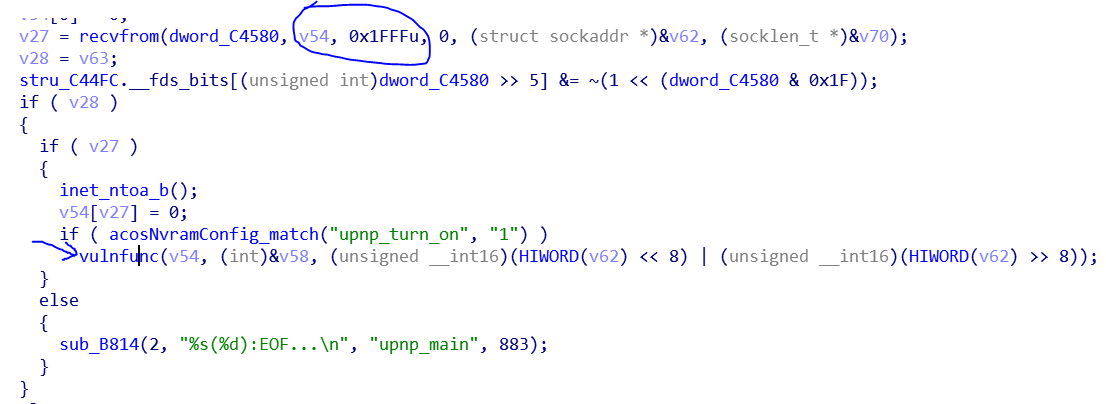 v27 = recvfrom(dword_C4580, v54, 0x1FFFu, 0, (struct sockaddr *)&v62, (socklen_t *)&v70);
v28 = v63;
stru_C44FC.__fds_bits[(unsigned int)dword_C4580 >> 5] &= ~(1 << (dword_C4580 & 0x1F));
if ( v28 )
{
if ( v27 )
{
inet_ntoa_b();
v54[v27] = 0;
if ( acosNvramConfig_match("upnp_turn_on", "1") )
vulnfunc(v54, (int)&v58, (unsigned __int16)(HIWORD(v62) << 8) | (unsigned __int16)(HIWORD(v62) >> 8));
}
else
{
sub_B814(2, "%s(%d):EOF...\n", "upnp_main", 883);
}
}